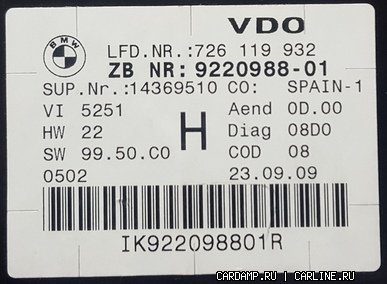 VDO
BMW
LFD.NR.:726 119 932
ZB NR: 9220988-01
SUP.Nr.:14369510 CO: SPAIN-1
VI 5251 Aend 0D.00
HW 22 H Diag 08D0
SW 99.50.C0 COD 08
0502 23.09.09
IK922098801R
CARDAMP.RU | CARLINE.RU